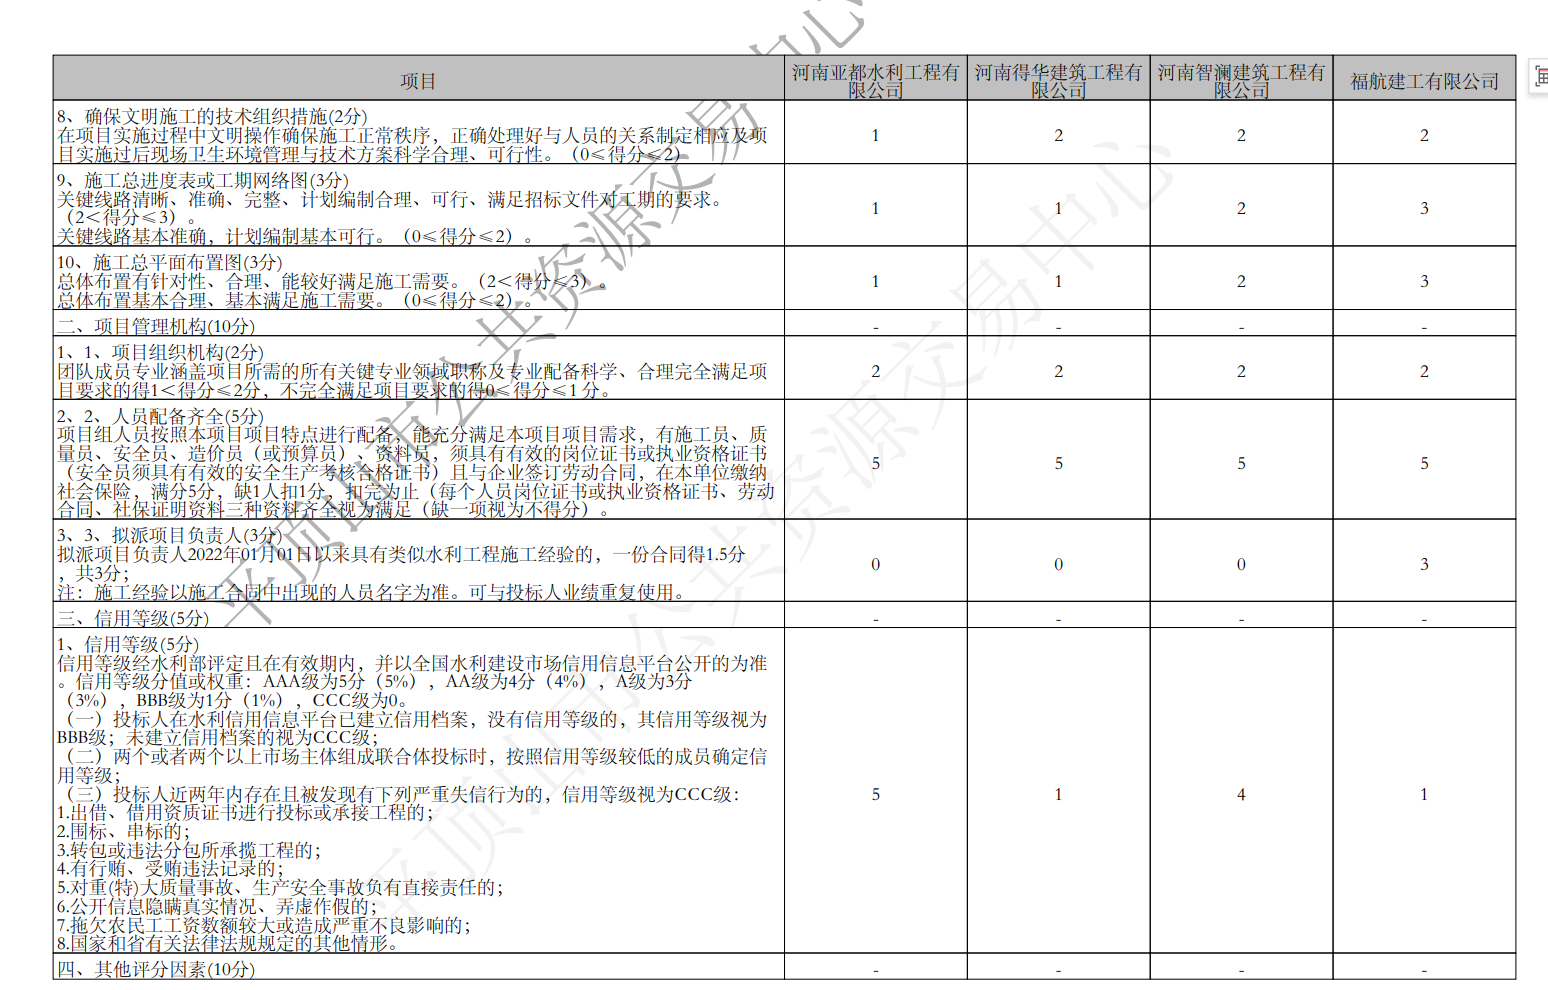 项目
河南亚都水利工程有
限公司
河南得华建筑工程有
限公司
河南智澜建筑工程有
限公司
福航建工有限公司
8、确保文明施工的技术组织措施(2分)
在项目实施过程中文明操作确保施工正常秩序，正确处理好与人员的关系制定相应及项
目实施过后现场卫生环境管理与技术方案科学合理、可行性。（0≤得分≤2）
1
2
2
2
9、施工总进度表或工期网络图(3分)
关键线路清晰、准确、完整、计划编制合理、可行、满足招标文件对工期的要求。
（2＜得分≤3）。
关键线路基本准确，计划编制基本可行。（0≤得分≤2）。
1
1
2
3
10、施工总平面布置图(3分)
总体布置有针对性、合理、能较好满足施工需要。（2＜得分≤3）。
总体布置基本合理、基本满足施工需要。（0≤得分≤2）。
1
1
2
3
二、项目管理机构(10分)
-
-
-
-
1、1、项目组织机构(2分)
团队成员专业涵盖项目所需的所有关键专业领域职称及专业配备科学、合理完全满足项
目要求的得1＜得分≤2分，不完全满足项目要求的得0＜得分≤1 分。
2
2
2
2
2、2、人员配备齐全(5分)
项目组人员按照本项目项目特点进行配备，能充分满足本项目项目需求，有施工员、质
量员、安全员、造价员（或预算员）、资料员，须具有有效的岗位证书或执业资格证书
（安全员须具有有效的安全生产考核合格证书）且与企业签订劳动合同，在本单位缴纳
社会保险，满分5分，缺1人扣1分，扣完为止（每个人员岗位证书或执业资格证书、劳动
合同、社保证明资料三种资料齐全视为满足（缺一项视为不得分）。
5
5
5
5
3、3、拟派项目负责人(3分)
拟派项目负责人2022年01月01日以来具有类似水利工程施工经验的，一份合同得1.5分
，共3分；
注：施工经验以施工合同中出现的人员名字为准。可与投标人业绩重复使用。
0
0
0
3
三、信用等级(5分)
-
-
-
-
1、信用等级(5分)
信用等级经水利部评定且在有效期内，并以全国水利建设市场信用信息平台公开的为准
。信用等级分值或权重：AAA级为5分（5%），AA级为4分（4%），A级为3分
（3%），BBB级为1分（1%），CCC级为0。
（一）投标人在水利信用信息平台已建立信用档案，没有信用等级的，其信用等级视为
BBB级；未建立信用档案的视为CCC级；
（二）两个或者两个以上市场主体组成联合体投标时，按照信用等级较低的成员确定信
用等级；
（三）投标人近两年内存在且被发现有下列严重失信行为的，信用等级视为CCC级：
1.出借、借用资质证书进行投标或承接工程的；
2.围标、串标的；
3.转包或违法分包所承揽工程的；
4.有行贿、受贿违法记录的；
5.对重(特)大质量事故、生产安全事故负有直接责任的；
6.公开信息隐瞒真实情况、弄虚作假的；
7.拖欠农民工工资数额较大或造成严重不良影响的；
8.国家和省有关法律法规规定的其他情形。
5
1
4
1
四、其他评分因素(10分)
-
-
-
-
平顶山市公共资源交易中心
平顶山市公共资源交易中心